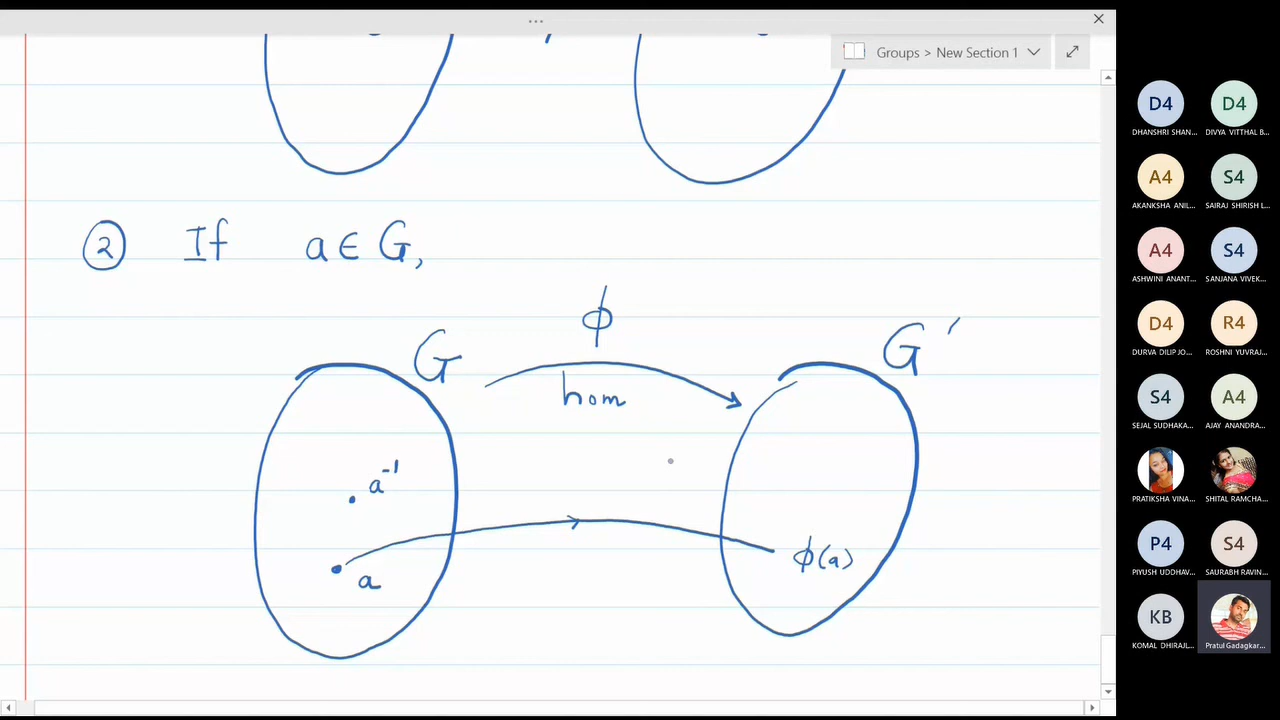 Groups > New Section 1
② If a ∈ G,
ϕ
G
G′
hom
a⁻¹
ϕ(a)
a
D4
DHANSHRI SHAN...
D4
DIVYA VITTHAL B...
A4
AKANKSHA ANIL...
S4
SAIRAJ SHIRISH L...
A4
ASHWINI ANANT...
S4
SANJANA VIVEK...
D4
DURVA DILIP JO...
R4
ROSHNI YUVRAJ...
S4
SEJAL SUDHAKA...
A4
AJAY ANANDRA...
PRATIKSHA VINA...
SHITAL RAMCHA...
P4
PIYUSH UDDHAV...
S4
SAURABH RAVIN...
KB
KOMAL DHIRAJL...
Pratul Gadagkar...